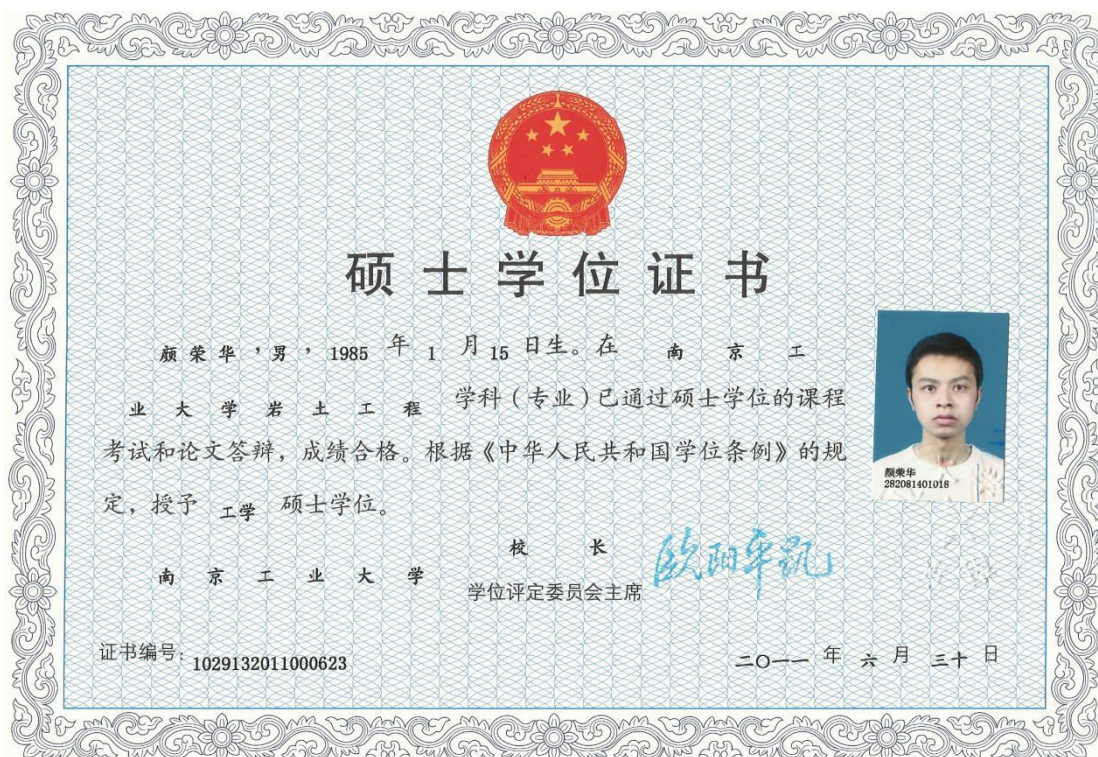 硕士学位证书
颜荣华，男，1985 年 1 月 15 日生。在 南 京 工
业 大 学 岩 土 工 程 学科（专业）已通过硕士学位的课程
考试和论文答辩，成绩合格。根据《中华人民共和国学位条例》的规
定，授予 工学 硕士学位。
颜荣华
282081401018
校 长
南 京 工 业 大 学
学位评定委员会主席
欧阳平凯
证书编号：1029132011000623
二〇一一 年 六 月 三十 日